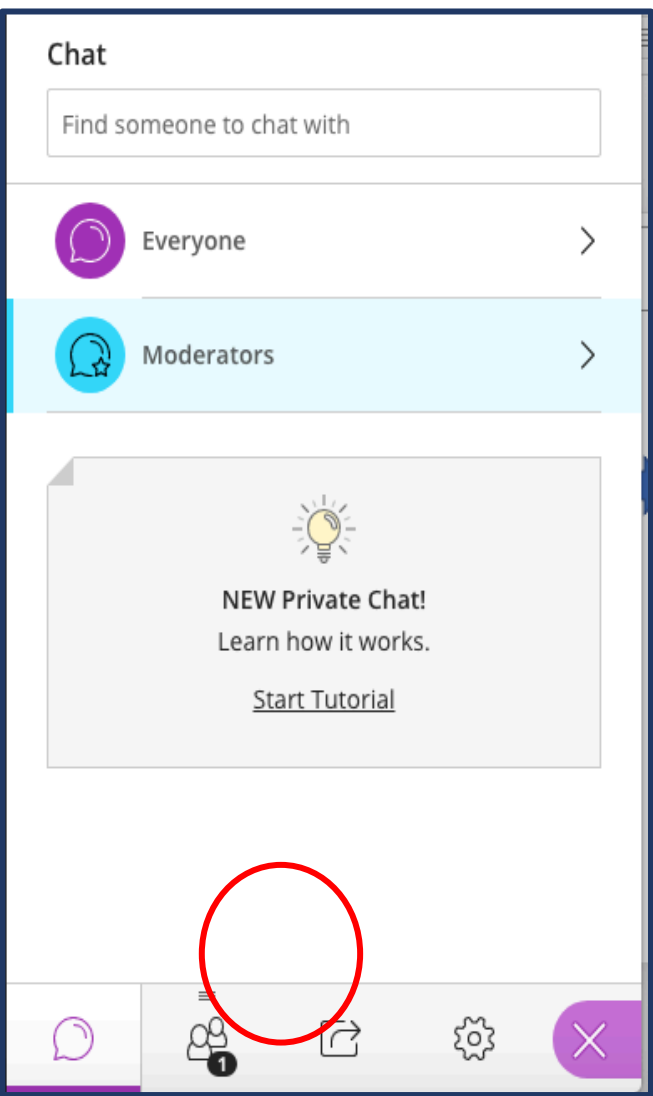 Chat
Find someone to chat with
Everyone
Moderators
NEW Private Chat!
Learn how it works.
Start Tutorial
1